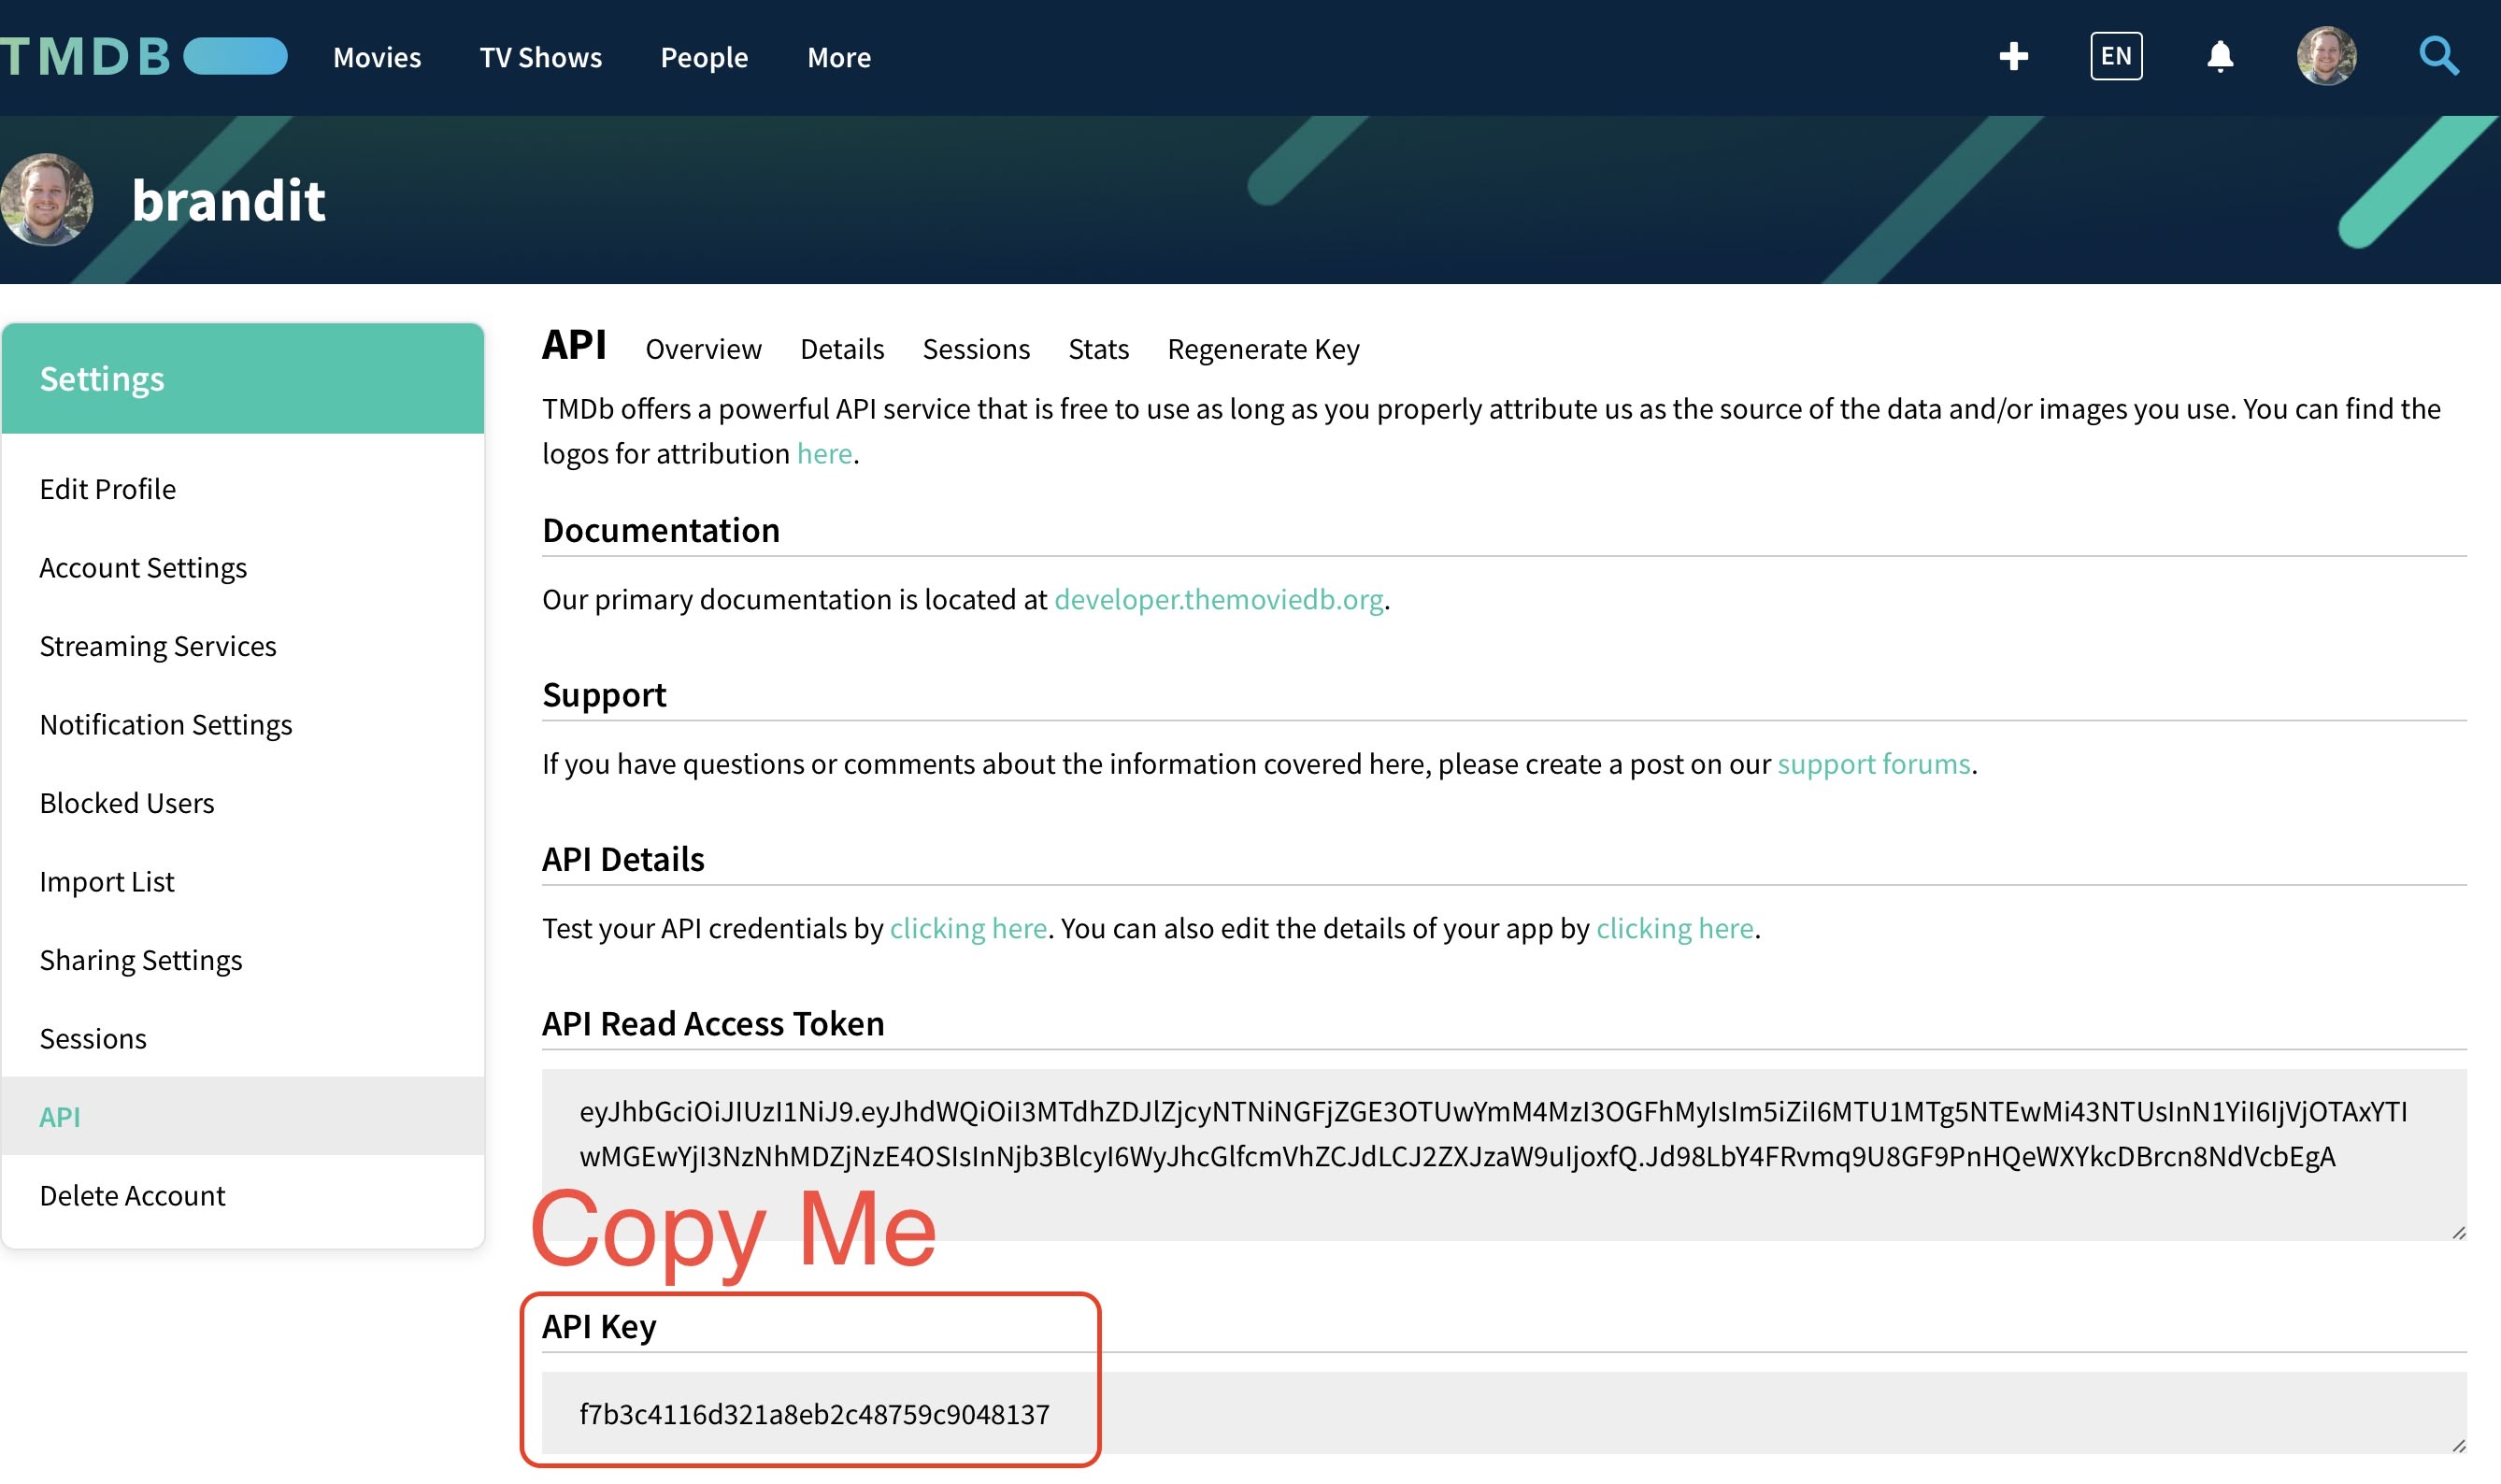 TMDB Movies TV Shows People More EN
brandit
Settings
Edit Profile
Account Settings
Streaming Services
Notification Settings
Blocked Users
Import List
Sharing Settings
Sessions
API
Delete Account
API Overview Details Sessions Stats Regenerate Key
TMDb offers a powerful API service that is free to use as long as you properly attribute us as the source of the data and/or images you use. You can find the
logos for attribution here.
Documentation
Our primary documentation is located at developer.themoviedb.org.
Support
If you have questions or comments about the information covered here, please create a post on our support forums.
API Details
Test your API credentials by clicking here. You can also edit the details of your app by clicking here.
API Read Access Token
eyJhbGciOiJIUzI1NiJ9.eyJhdWQiOiI3MTdhZDJlZjcyNTNiNGFjZGE3OTUwYmM4MzI3OGFhMyIsIm5iZiI6MTU1MTg5NTEwMi43NTUsInN1YiI6IjVjOTAxYTI
wMGEwYjI3NzNhMDZjNzE4OSIsInNjb3BlcyI6WyJhcGlfcmVhZCJdLCJ2ZXJzaW9uIjoxfQ.Jd98LbY4FRvmq9U8GF9PnHQeWXYkcDBrcn8NdVcbEgA
Copy Me
API Key
f7b3c4116d321a8eb2c48759c9048137